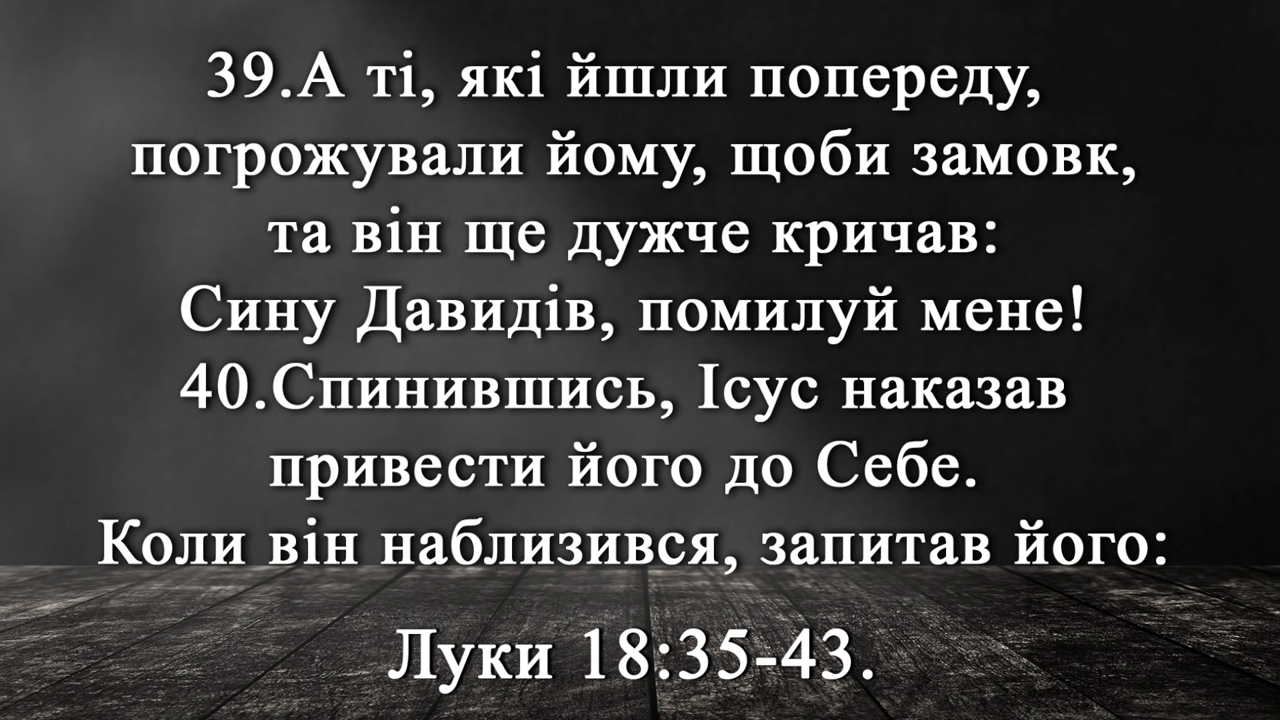 39.А ті, які йшли попереду,
погрожували йому, щоби замовк,
та він ще дужче кричав:
Сину Давидів, помилуй мене!
40.Спинившись, Ісус наказав
привести його до Себе.
Коли він наблизився, запитав його:
Луки 18:35-43.